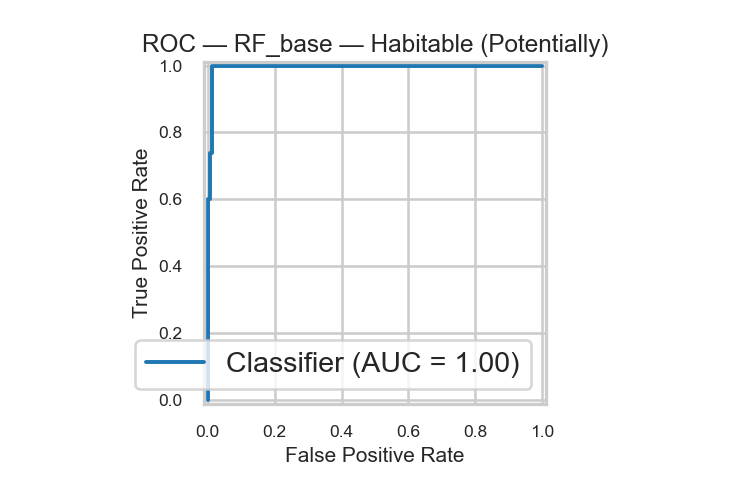 ROC — RF_base — Habitable (Potentially)
1.0
0.8
0.6
0.4
0.2
0.0
True Positive Rate
Classifier (AUC = 1.00)
0.0 0.2 0.4 0.6 0.8 1.0
False Positive Rate